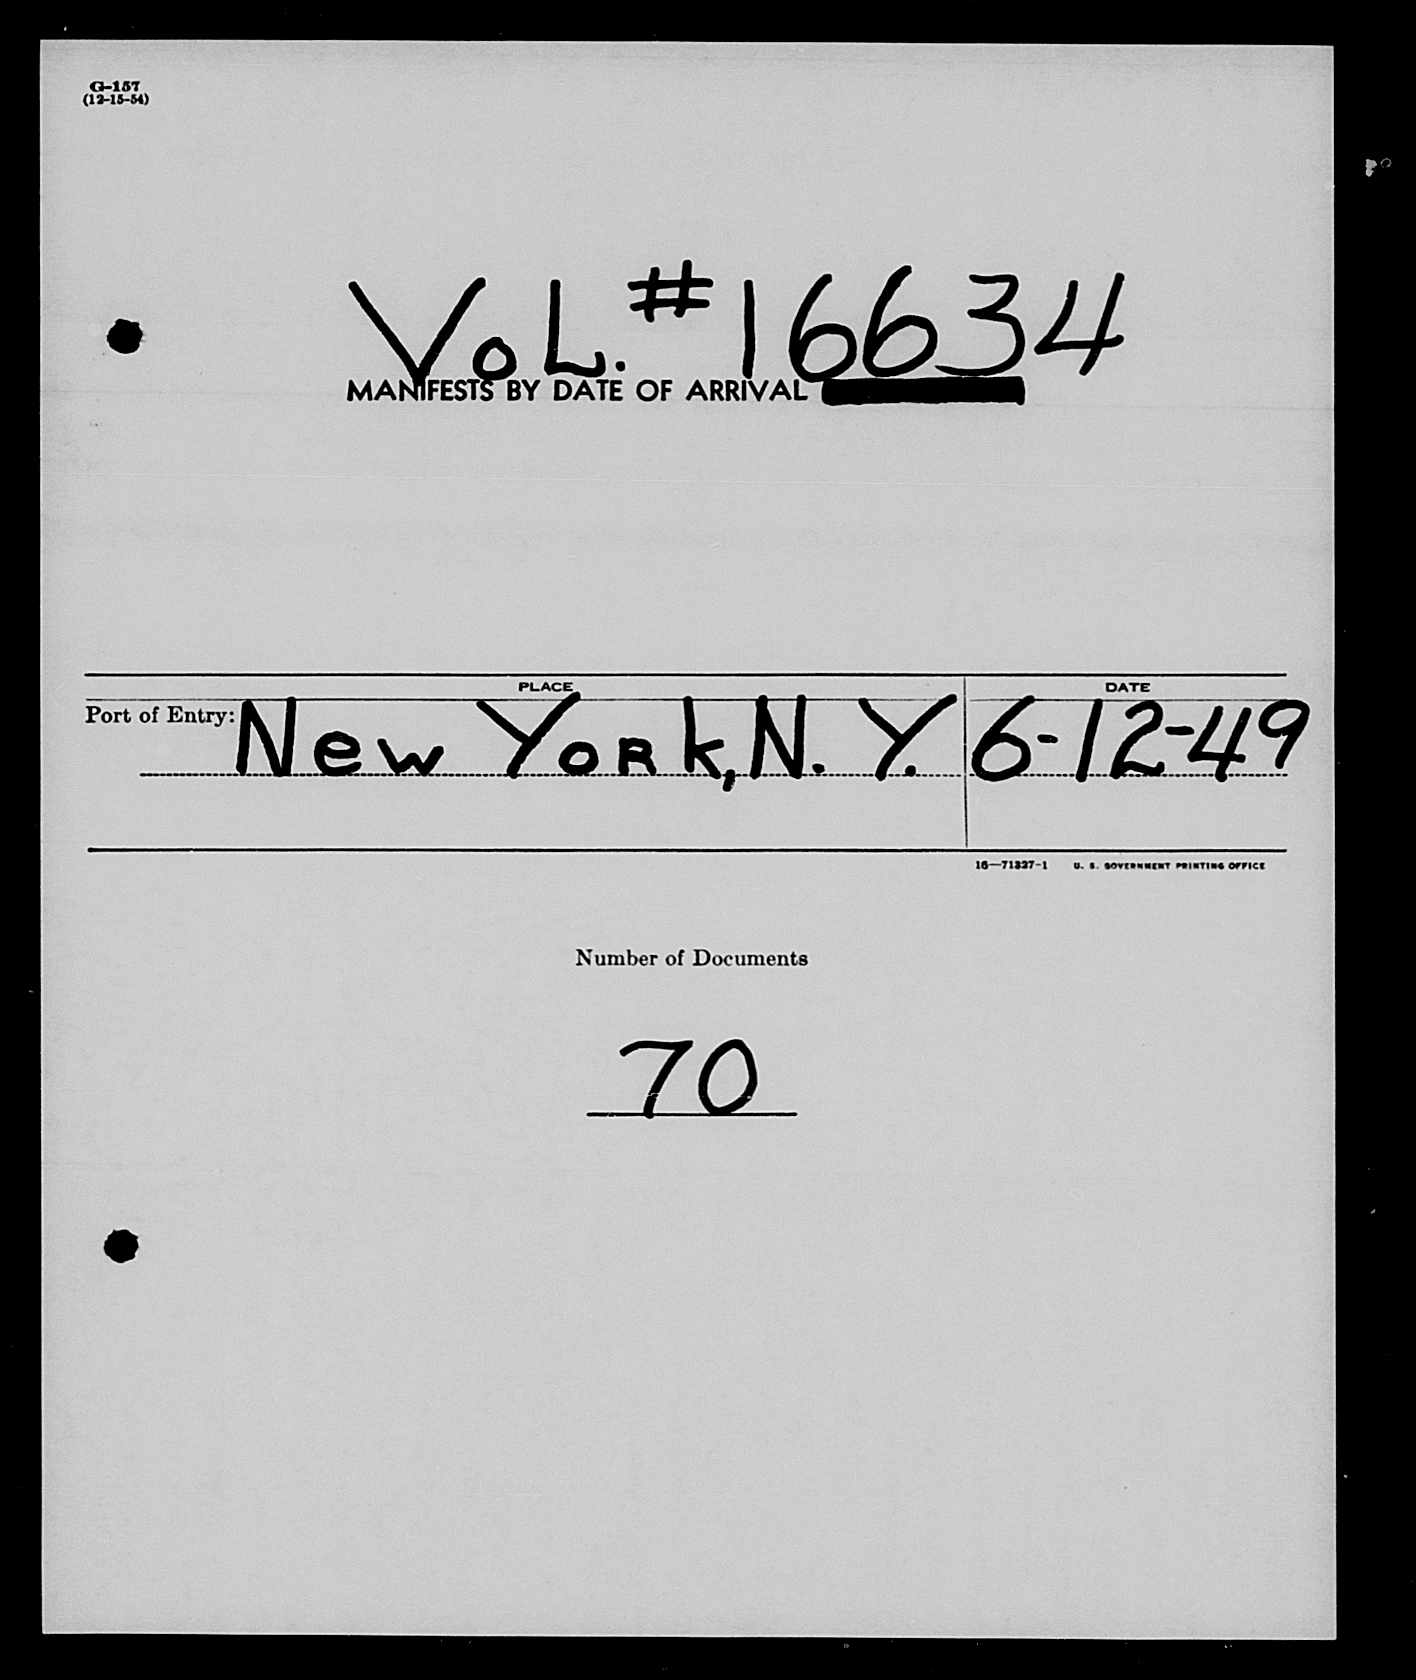 G-157
(12-15-54)
VoL. #16634
MANIFESTS BY DATE OF ARRIVAL
PLACE DATE
Port of Entry: New York, N. Y. 6-12-49
16—71327-1 U. S. GOVERNMENT PRINTING OFFICE
Number of Documents
70